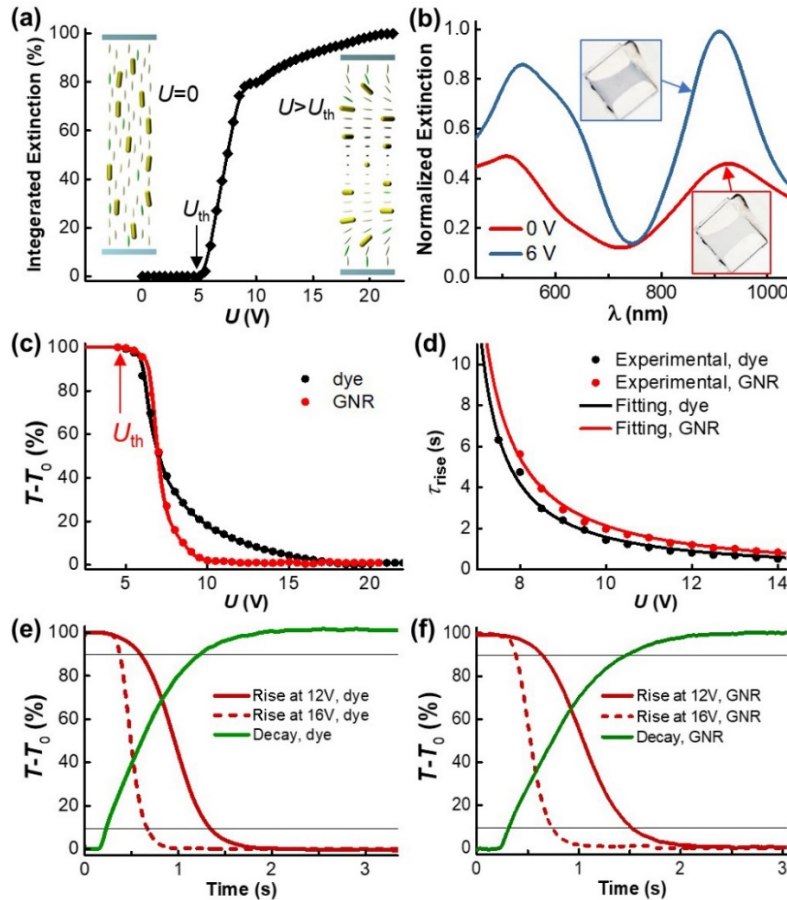 (a)
Integerated Extinction (%)
100
80
60
40
20
0
U=0
U>Uth
Uth
0 5 10 15 20
U (V)
(b)
Normalized Extinction
1.0
0.8
0.6
0.4
0.2
0.0
0 V
6 V
600 800 1000
λ (nm)
(c)
T-T0 (%)
100
80
60
40
20
0
dye
GNR
Uth
5 10 15 20
U (V)
(d)
τrise (s)
10
8
6
4
2
0
Experimental, dye
Experimental, GNR
Fitting, dye
Fitting, GNR
8 10 12 14
U (V)
(e)
T-T0 (%)
100
80
60
40
20
0
Rise at 12V, dye
Rise at 16V, dye
Decay, dye
0 1 2 3
Time (s)
(f)
T-T0 (%)
100
80
60
40
20
0
Rise at 12V, GNR
Rise at 16V, GNR
Decay, GNR
0 1 2 3
Time (s)